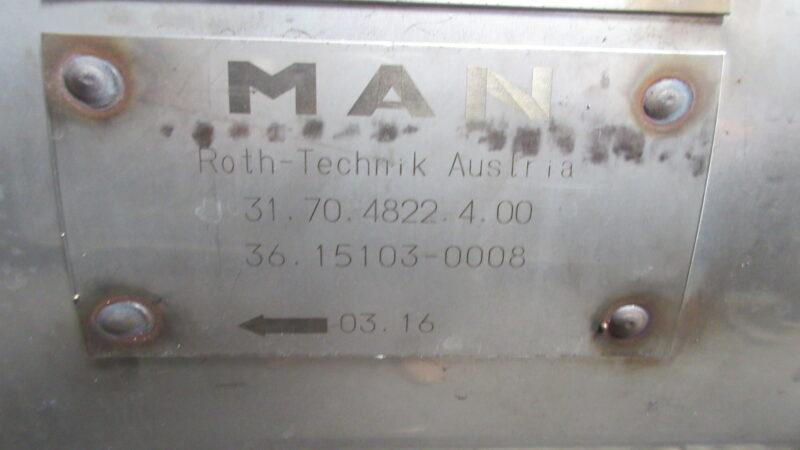 MAN
Roth-Technik Austria
31.70.4822.4.00
36.15103-0008
03.16